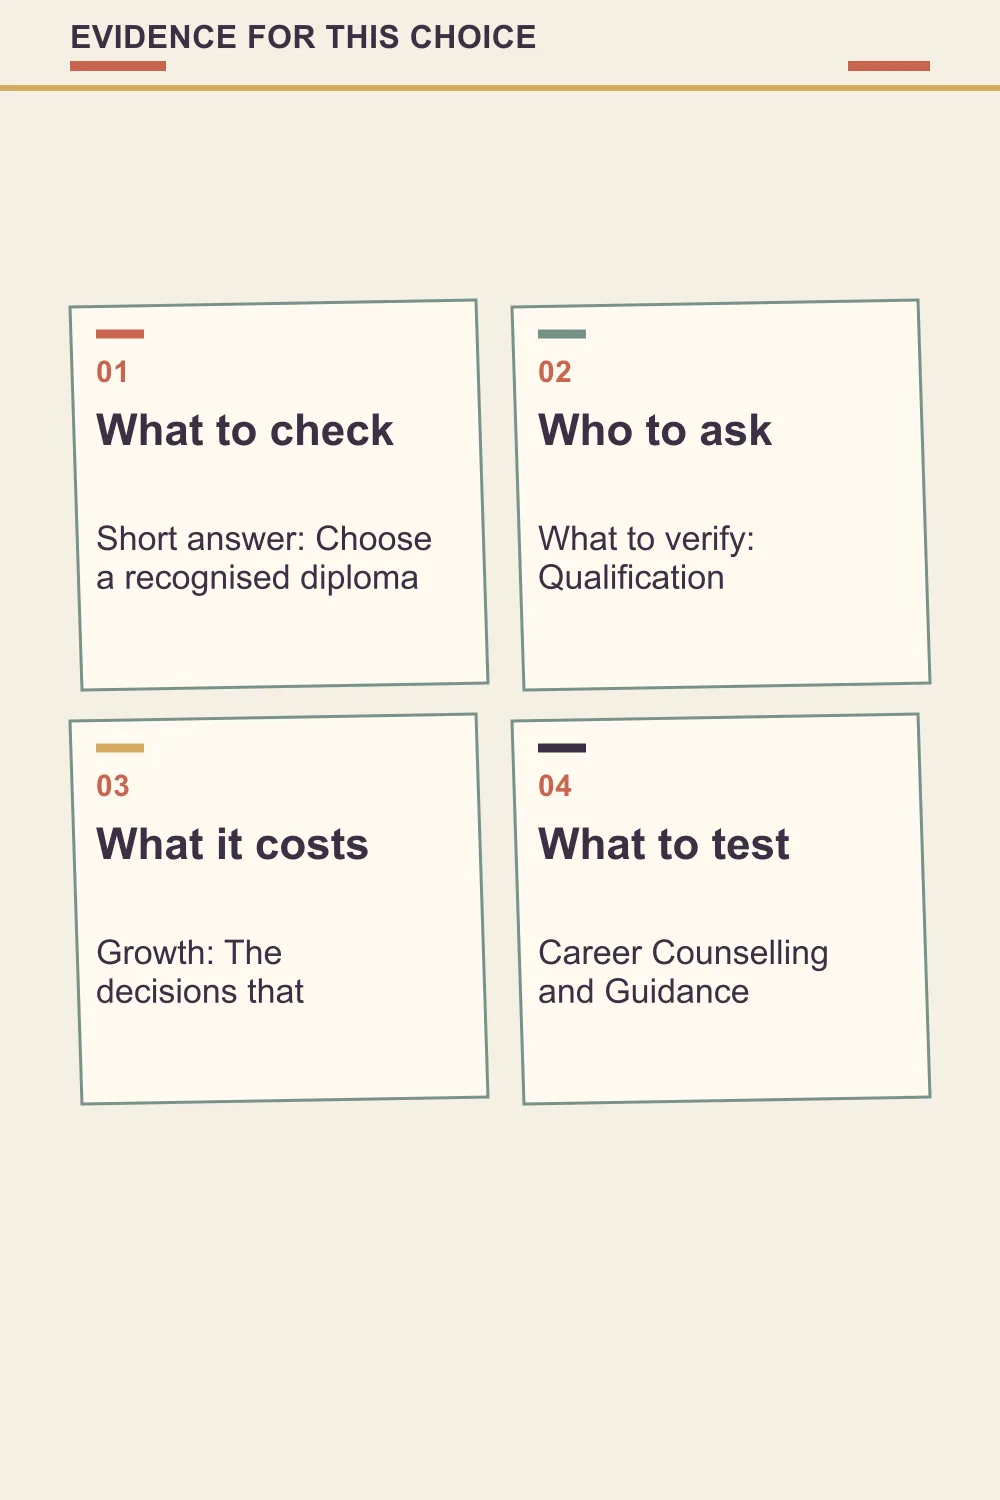 EVIDENCE FOR THIS CHOICE
01
What to check
Short answer: Choose
a recognised diploma
02
Who to ask
What to verify:
Qualification
03
What it costs
Growth: The
decisions that
04
What to test
Career Counselling
and Guidance